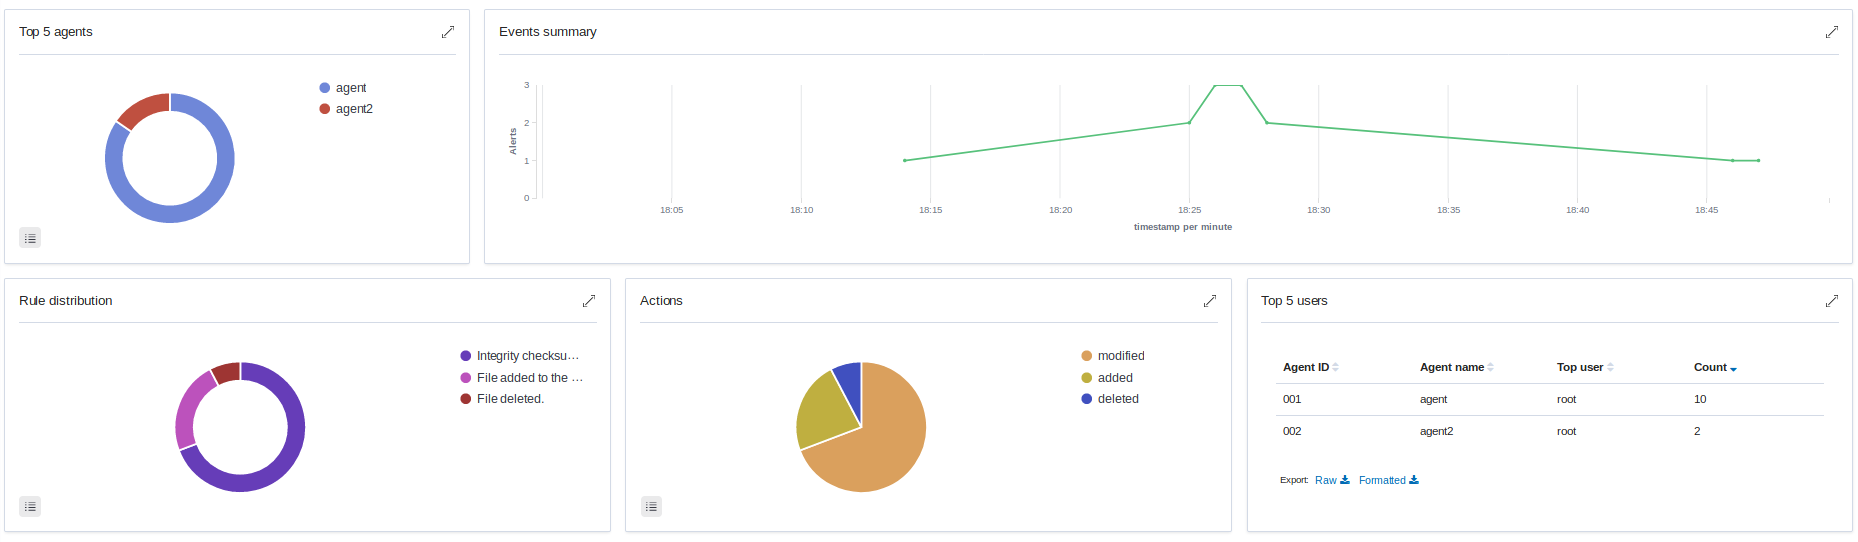 Top 5 agents
agent
agent2
Events summary
3
2
1
0
Alerts
18:05 18:10 18:15 18:20 18:25 18:30 18:35 18:40 18:45
timestamp per minute
Rule distribution
Integrity checksu…
File added to the …
File deleted.
Actions
modified
added
deleted
Top 5 users
Agent ID Agent name Top user Count
001 agent root 10
002 agent2 root 2
Export: Raw Formatted